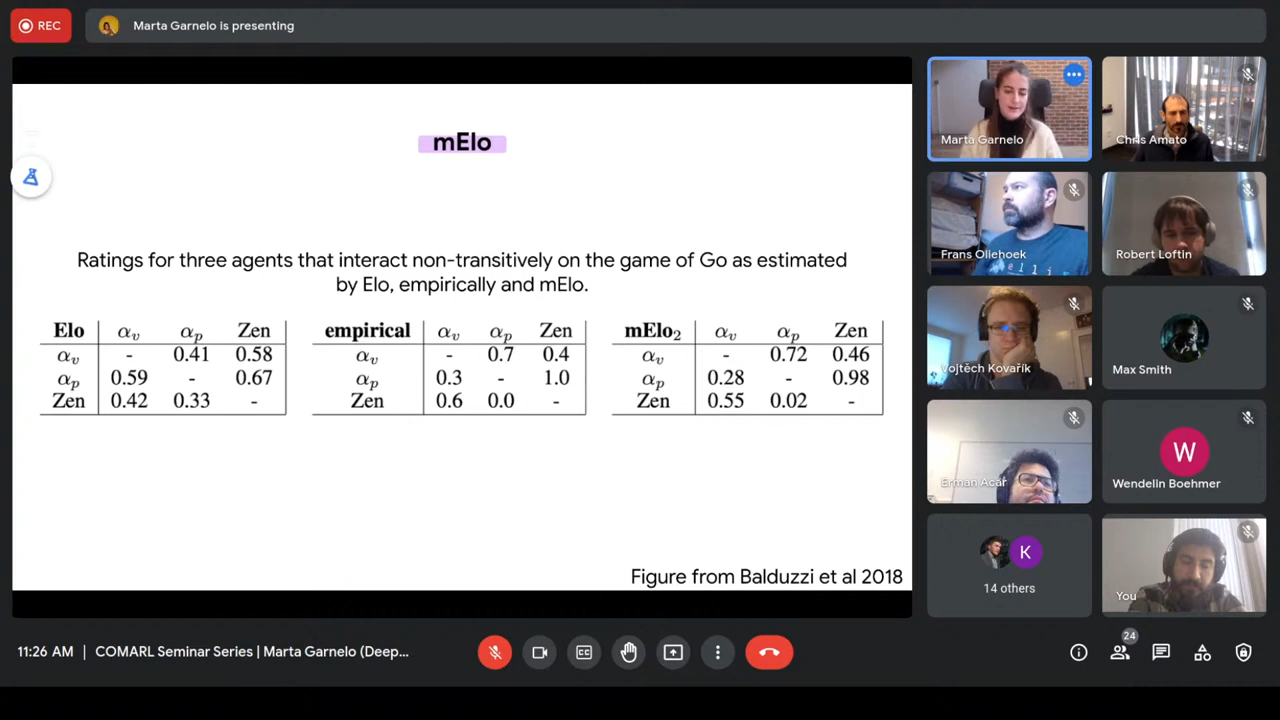 REC
Marta Garnelo is presenting
mElo
Ratings for three agents that interact non-transitively on the game of Go as estimated
by Elo, empirically and mElo.
Elo αv αp Zen
αv - 0.41 0.58
αp 0.59 - 0.67
Zen 0.42 0.33 -
empirical αv αp Zen
αv - 0.7 0.4
αp 0.3 - 1.0
Zen 0.6 0.0 -
mElo2 αv αp Zen
αv - 0.72 0.46
αp 0.28 - 0.98
Zen 0.55 0.02 -
Figure from Balduzzi et al 2018
Marta Garnelo
Chris Amato
Frans Oliehoek
Robert Loftin
Vojtěch Kovařík
Max Smith
Erman Acar
W
Wendelin Boehmer
K
14 others
You
11:26 AM | COMARL Seminar Series | Marta Garnelo (Deep...
CC
24